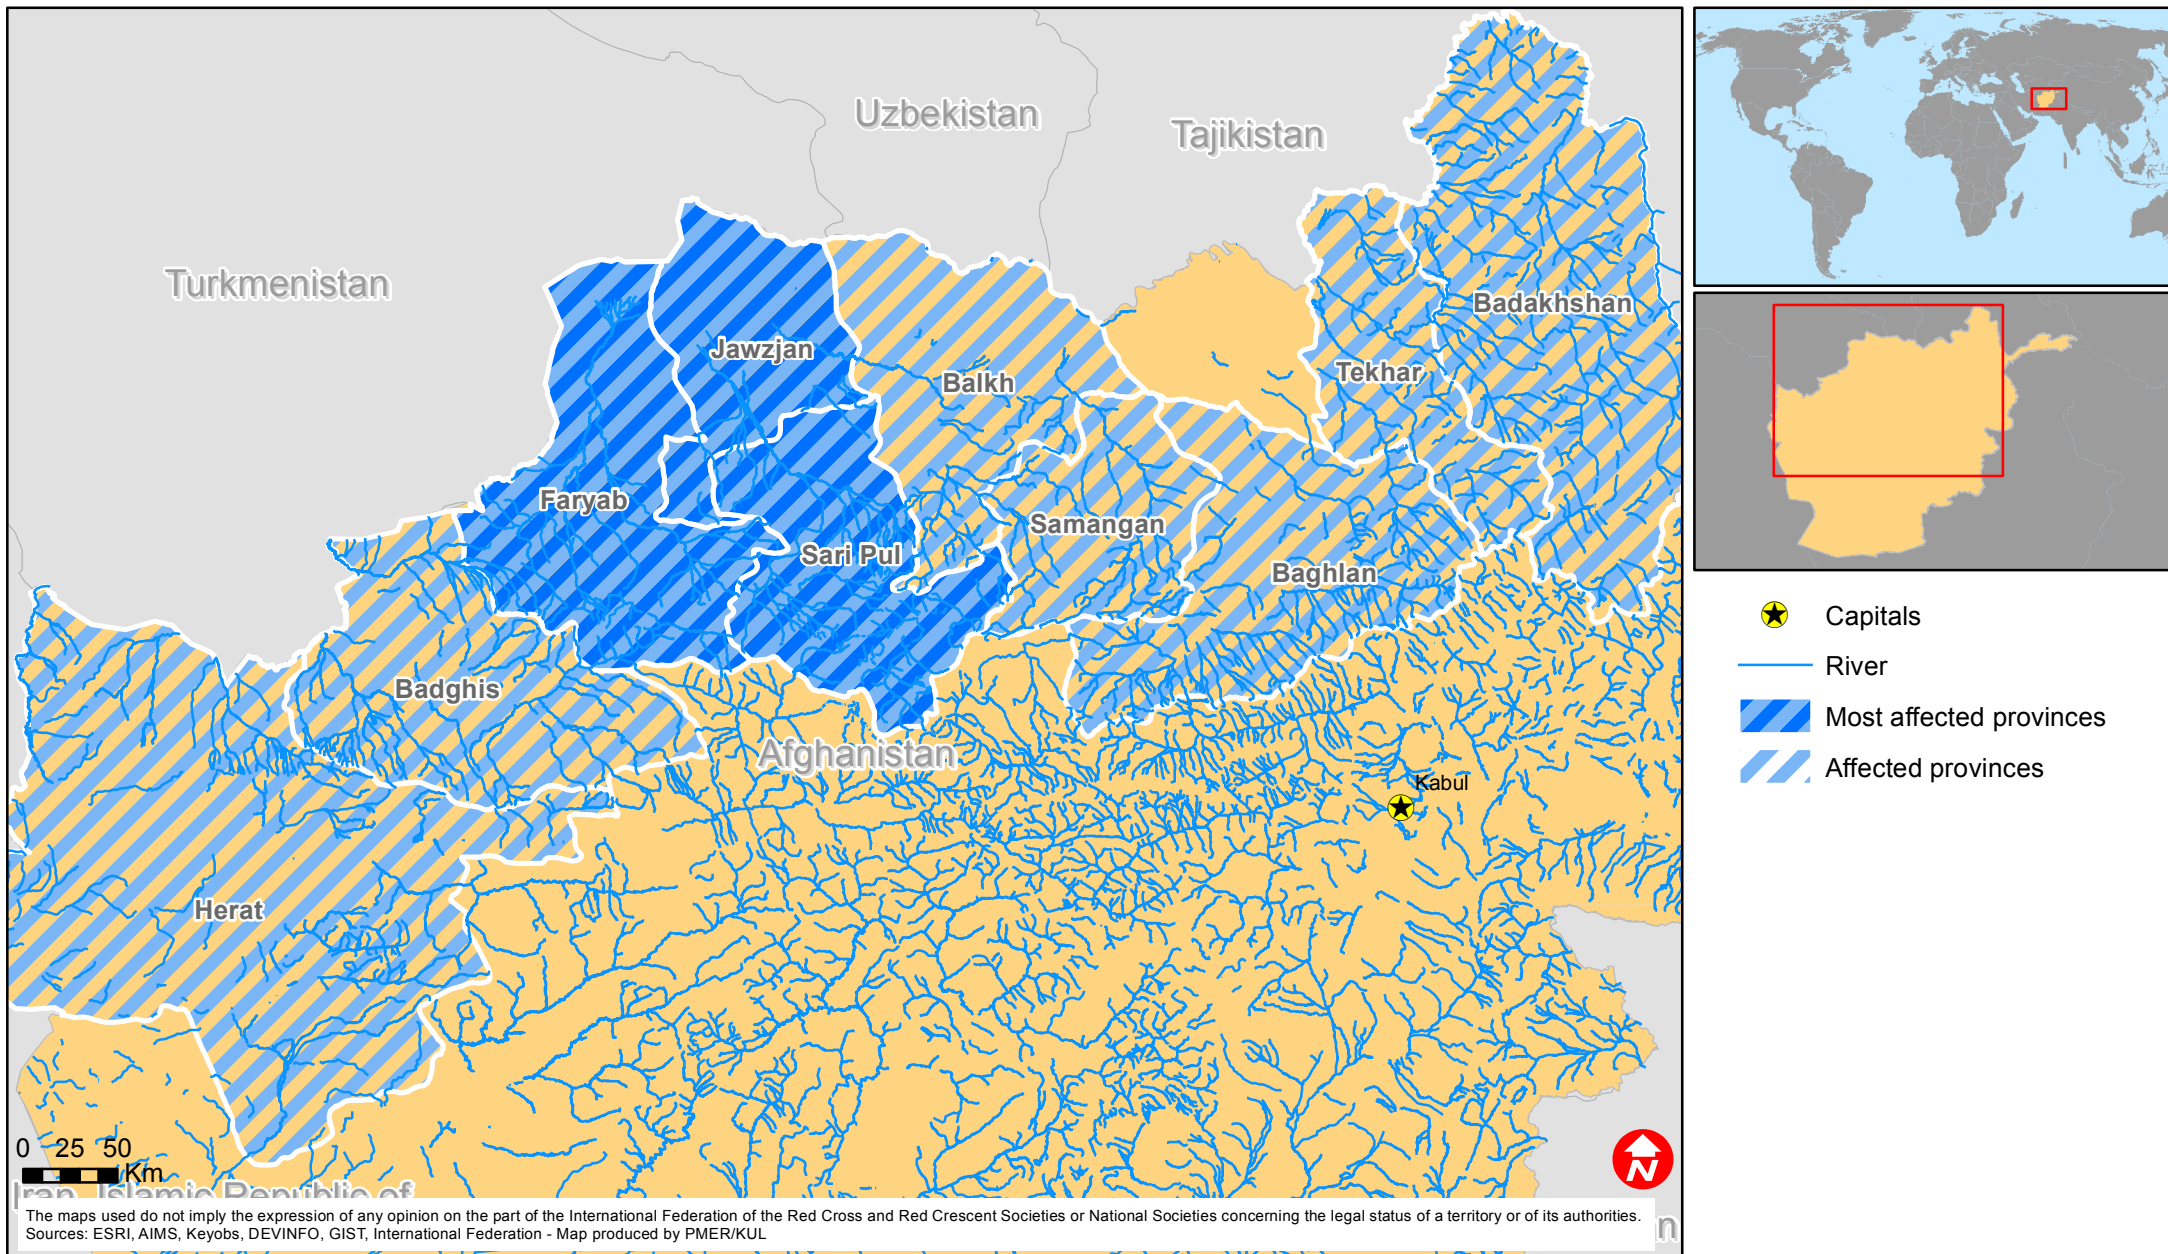 Uzbekistan
Tajikistan
Turkmenistan
Badakhshan
Jawzjan
Tekhar
Balkh
Faryab
Samangan
Sari Pul
Baghlan
Badghis
Afghanistan
Kabul
Herat
0 25 50
Km
Iran, Islamic Republic of
The maps used do not imply the expression of any opinion on the part of the International Federation of the Red Cross and Red Crescent Societies or National Societies concerning the legal status of a territory or of its authorities.
Sources: ESRI, AIMS, Keyobs, DEVINFO, GIST, International Federation - Map produced by PMER/KUL
N
Capitals
River
Most affected provinces
Affected provinces